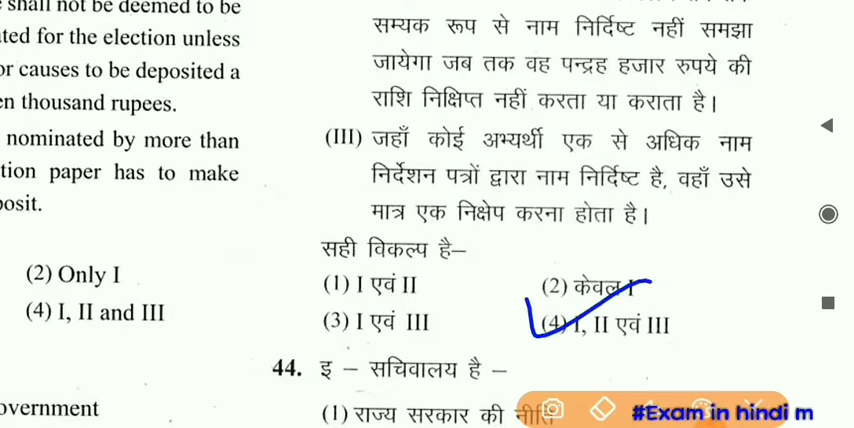 shall not be deemed to be
ted for the election unless
or causes to be deposited a
en thousand rupees.
nominated by more than
tion paper has to make
posit.
(2) Only I
(4) I, II and III
overnment
सम्यक रूप से नाम निर्दिष्ट नहीं समझा
जायेगा जब तक वह पन्द्रह हजार रुपये की
राशि निक्षिप्त नहीं करता या कराता है।
(III) जहाँ कोई अभ्यर्थी एक से अधिक नाम
निर्देशन पत्रों द्वारा नाम निर्दिष्ट है, वहाँ उसे
मात्र एक निक्षेप करना होता है।
सही विकल्प है–
(1) I एवं II
(2) केवल I
(3) I एवं III
(4) I, II एवं III
44. इ – सचिवालय है –
(1) राज्य सरकार की नीति
#Exam in hindi m